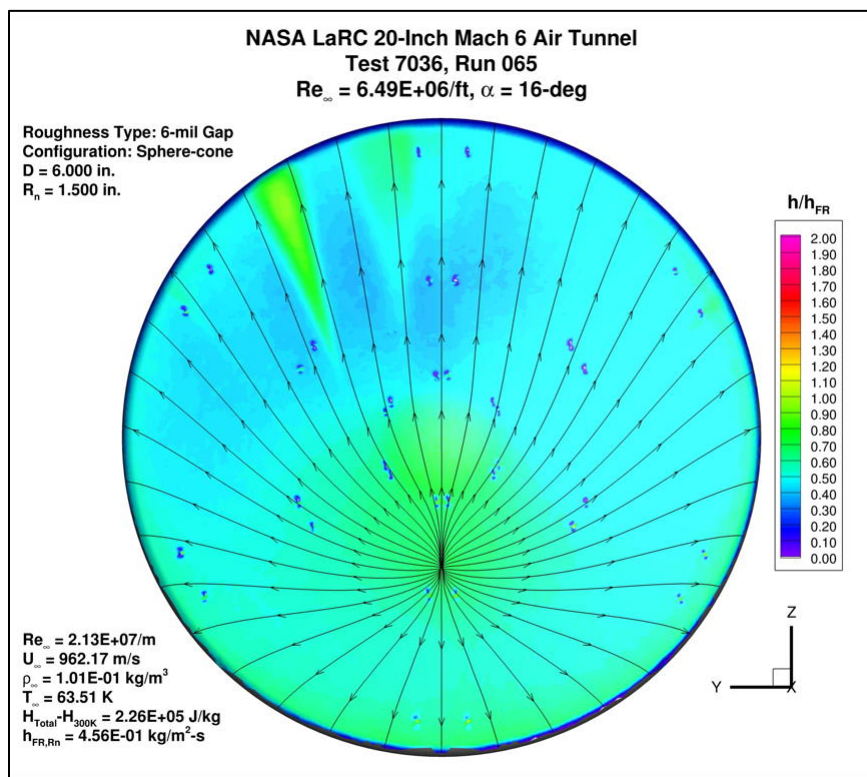 NASA LaRC 20-Inch Mach 6 Air Tunnel
Test 7036, Run 065
Re∞ = 6.49E+06/ft, α = 16-deg
Roughness Type: 6-mil Gap
Configuration: Sphere-cone
D = 6.000 in.
Rn = 1.500 in.
h/hFR
2.00
1.90
1.80
1.70
1.60
1.50
1.40
1.30
1.20
1.10
1.00
0.90
0.80
0.70
0.60
0.50
0.40
0.30
0.20
0.10
0.00
Z
Y
X
Re∞ = 2.13E+07/m
U∞ = 962.17 m/s
ρ∞ = 1.01E-01 kg/m³
T∞ = 63.51 K
HTotal-H300K = 2.26E+05 J/kg
hFR,Rn = 4.56E-01 kg/m²-s